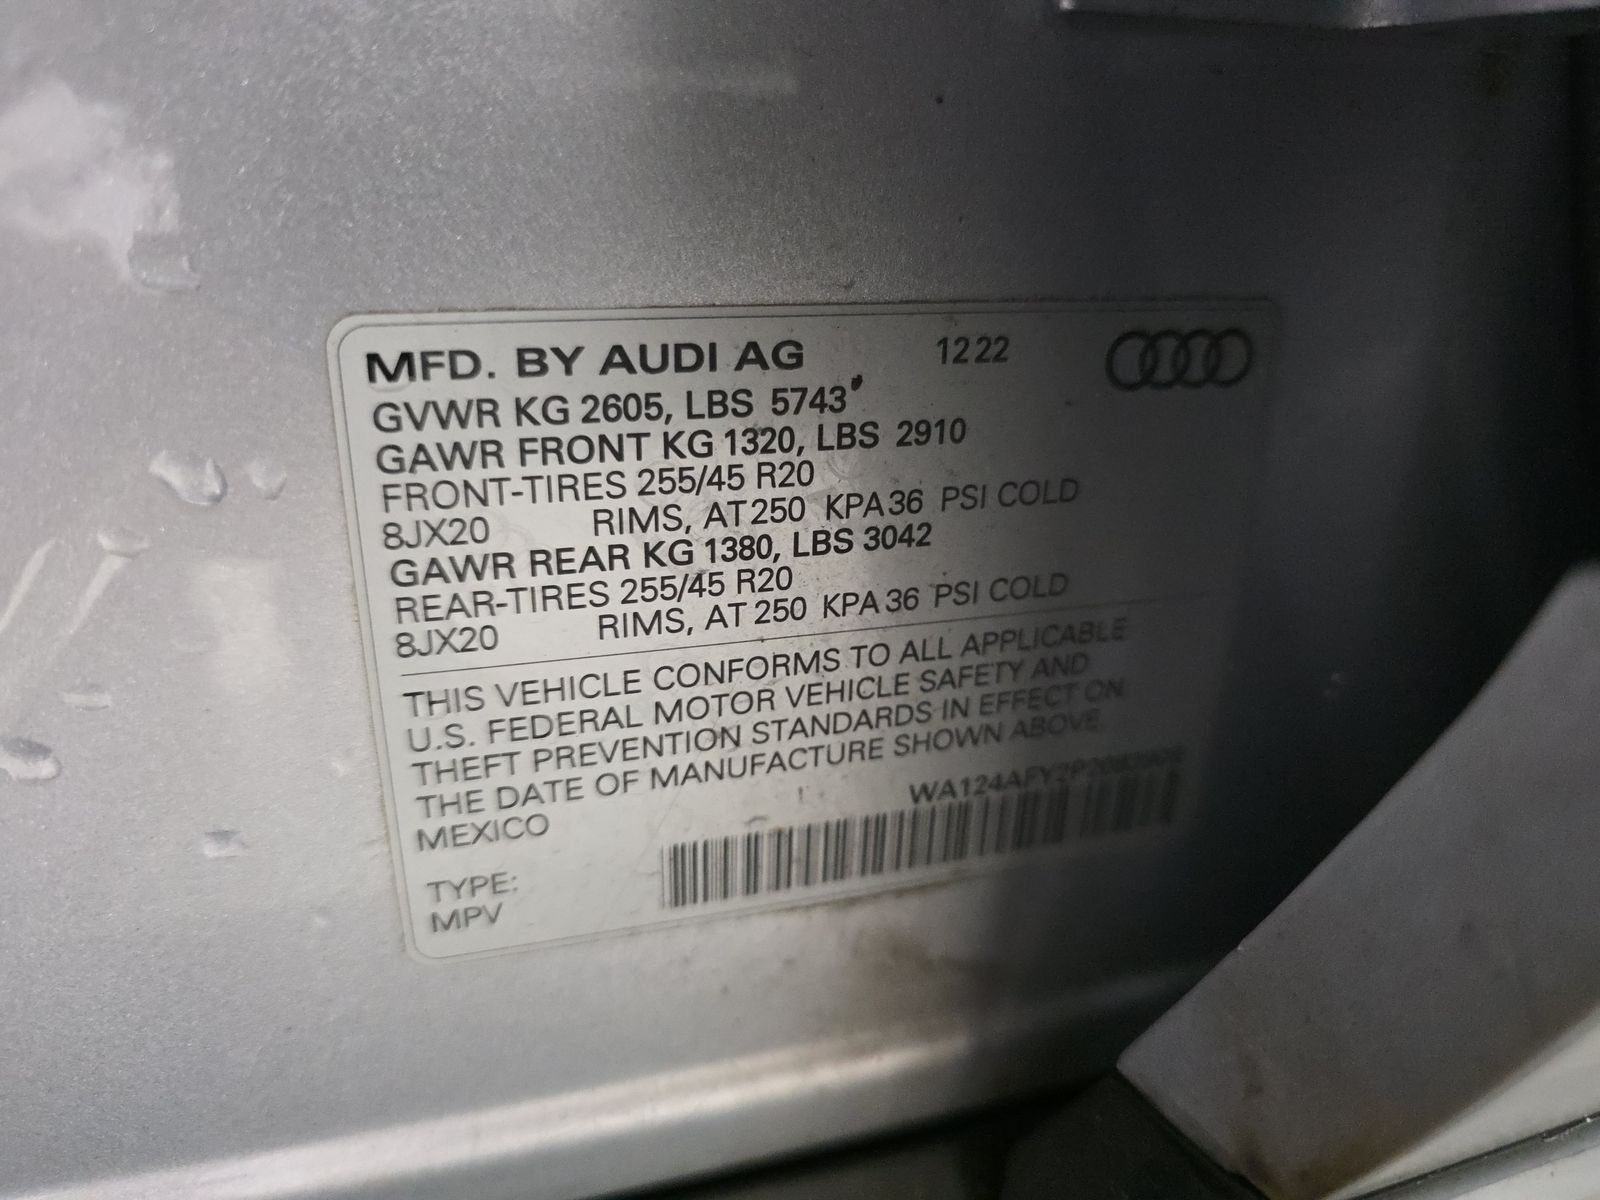 MFD. BY AUDI AG 1222
GVWR KG 2605, LBS 5743
GAWR FRONT KG 1320, LBS 2910
FRONT-TIRES 255/45 R20
8JX20 RIMS, AT 250 KPA 36 PSI COLD
GAWR REAR KG 1380, LBS 3042
REAR-TIRES 255/45 R20
8JX20 RIMS, AT 250 KPA 36 PSI COLD
THIS VEHICLE CONFORMS TO ALL APPLICABLE
U.S. FEDERAL MOTOR VEHICLE SAFETY AND
THEFT PREVENTION STANDARDS IN EFFECT ON
THE DATE OF MANUFACTURE SHOWN ABOVE.
MEXICO
TYPE:
MPV